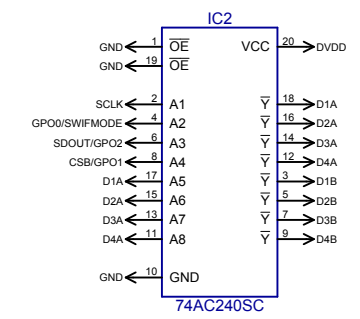 IC2
GND 1 OE VCC 20 DVDD
GND 19 OE
SCLK 2 A1 Y 18 D1A
GPO0/SWIFMODE 4 A2 Y 16 D2A
SDOUT/GPO2 6 A3 Y 14 D3A
CSB/GPO1 8 A4 Y 12 D4A
D1A 17 A5 Y 3 D1B
D2A 15 A6 Y 5 D2B
D3A 13 A7 Y 7 D3B
D4A 11 A8 Y 9 D4B
GND 10 GND
74AC240SC